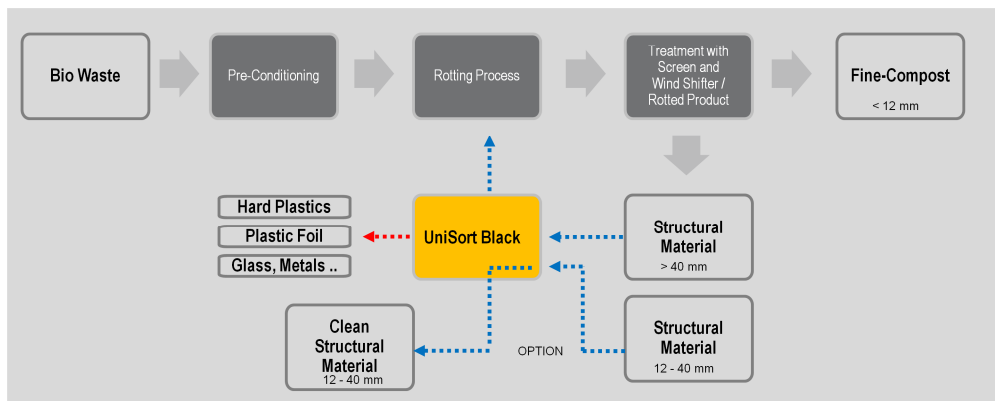 Bio Waste
Pre-Conditioning
Rotting Process
Treatment with
Screen and
Wind Shifter /
Rotted Product
Fine-Compost
< 12 mm
Hard Plastics
Plastic Foil
Glass, Metals ..
UniSort Black
Structural
Material
> 40 mm
Clean
Structural
Material
12 - 40 mm
OPTION
Structural
Material
12 - 40 mm